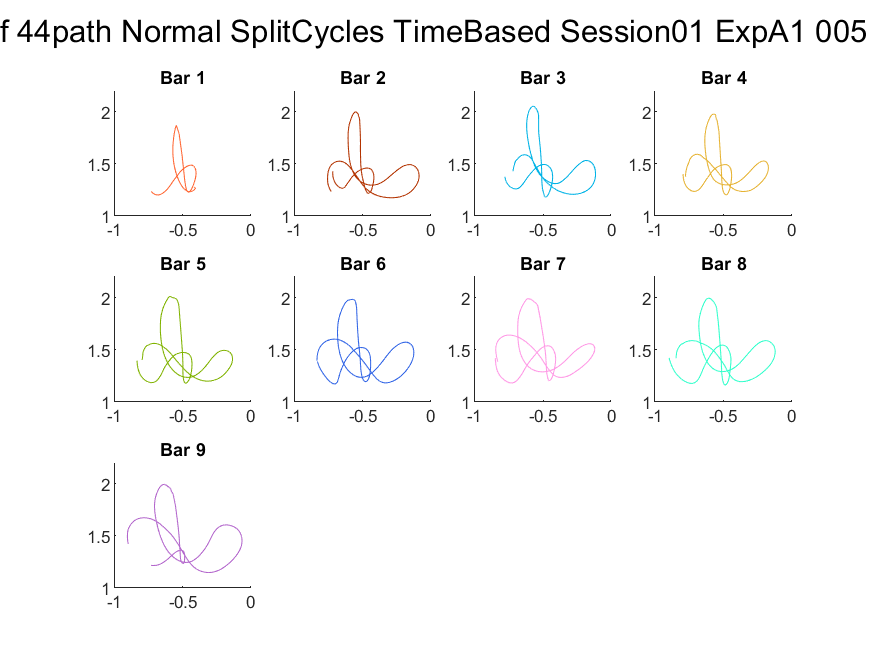 f 44path Normal SplitCycles TimeBased Session01 ExpA1 005
Bar 1 Bar 2 Bar 3 Bar 4
2 2 2 2
1.5 1.5 1.5 1.5
1 1 1 1
-1 -0.5 0 -1 -0.5 0 -1 -0.5 0 -1 -0.5 0
Bar 5 Bar 6 Bar 7 Bar 8
2 2 2 2
1.5 1.5 1.5 1.5
1 1 1 1
-1 -0.5 0 -1 -0.5 0 -1 -0.5 0 -1 -0.5 0
Bar 9
2
1.5
1
-1 -0.5 0